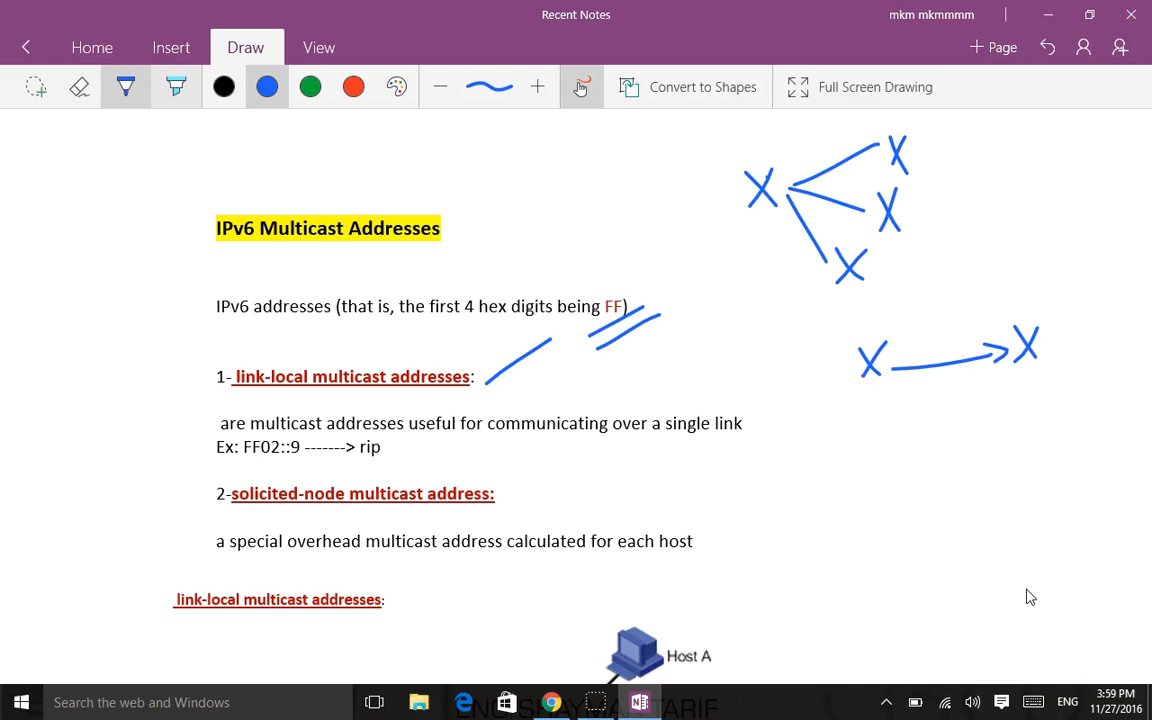 Recent Notes
mkm mkmmmm
Home
Insert
Draw
View
Page
Convert to Shapes
Full Screen Drawing
X
X
X
X
IPv6 Multicast Addresses
IPv6 addresses (that is, the first 4 hex digits being FF)
X
X
1- link-local multicast addresses:
are multicast addresses useful for communicating over a single link
Ex: FF02::9 -------> rip
2-solicited-node multicast address:
a special overhead multicast address calculated for each host
link-local multicast addresses:
Host A
Search the web and Windows
ENG
3:59 PM
11/27/2016